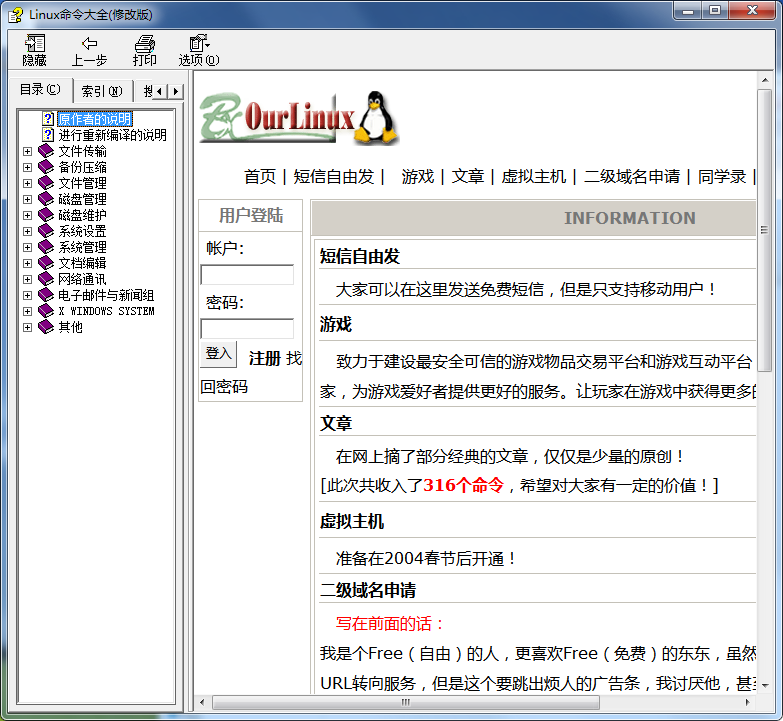 Linux命令大全(修改版)
隐藏 上一步 打印 选项(O)
目录(C) 索引(N)
原作者的说明
进行重新编译的说明
文件传输
备份压缩
文件管理
磁盘管理
磁盘维护
系统设置
系统管理
文档编辑
网络通讯
电子邮件与新闻组
X WINDOWS SYSTEM
其他
OurLinux
首页 | 短信自由发 | 游戏 | 文章 | 虚拟主机 | 二级域名申请 | 同学录 |
用户登陆
帐户：
密码：
登入 注册 找
回密码
INFORMATION
短信自由发
大家可以在这里发送免费短信，但是只支持移动用户！
游戏
致力于建设最安全可信的游戏物品交易平台和游戏互动平台
家，为游戏爱好者提供更好的服务。让玩家在游戏中获得更多的
文章
在网上摘了部分经典的文章，仅仅是少量的原创！
[此次共收入了316个命令，希望对大家有一定的价值！]
虚拟主机
准备在2004春节后开通！
二级域名申请
写在前面的话：
我是个Free（自由）的人，更喜欢Free（免费）的东东，虽然
URL转向服务，但是这个要跳出烦人的广告条，我讨厌他，甚至